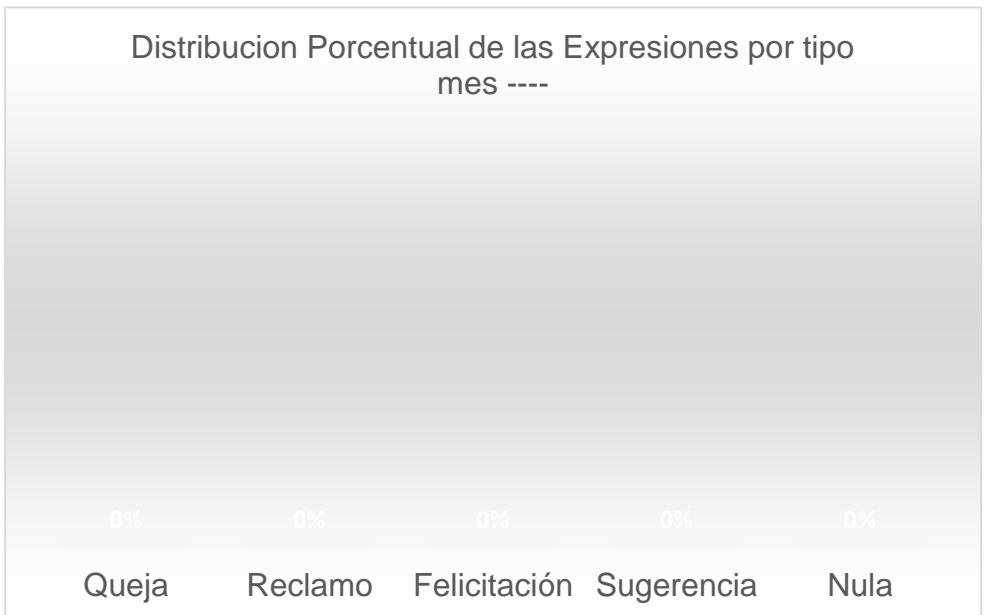 Distribucion Porcentual de las Expresiones por tipo
mes ----
0% 0% 0% 0% 0%
Queja Reclamo Felicitación Sugerencia Nula